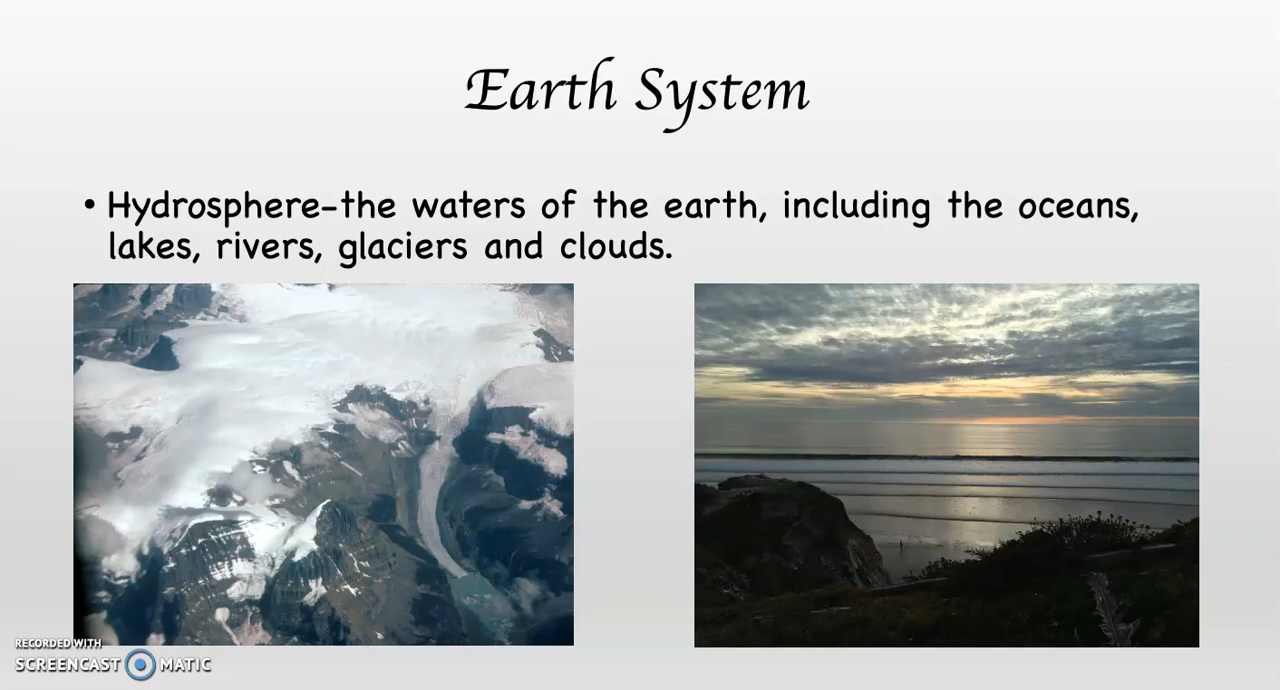 Earth System
• Hydrosphere-the waters of the earth, including the oceans,
lakes, rivers, glaciers and clouds.
RECORDED WITH
SCREENCAST MATIC